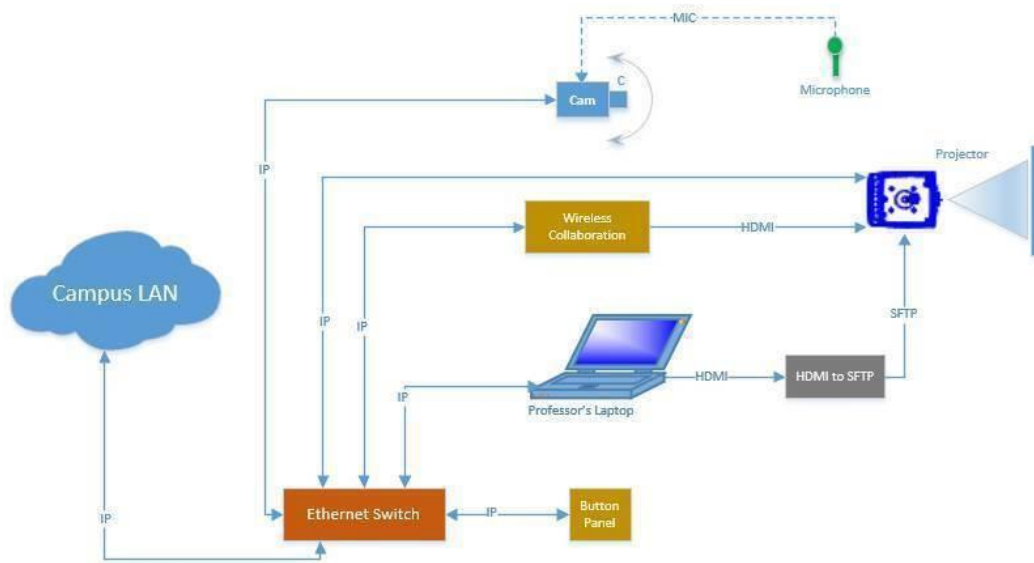 MIC
C
Cam
Microphone
IP
Projector
Wireless
Collaboration
HDMI
Campus LAN
IP
IP
SFTP
HDMI
HDMI to SFTP
Professor's Laptop
IP
Ethernet Switch
IP
Button
Panel
IP